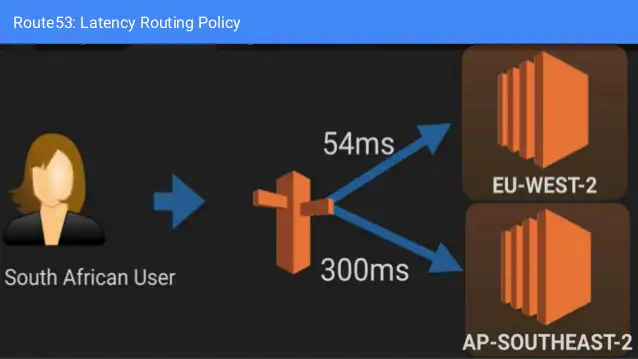 Route53: Latency Routing Policy
54ms
EU-WEST-2
South African User
300ms
AP-SOUTHEAST-2